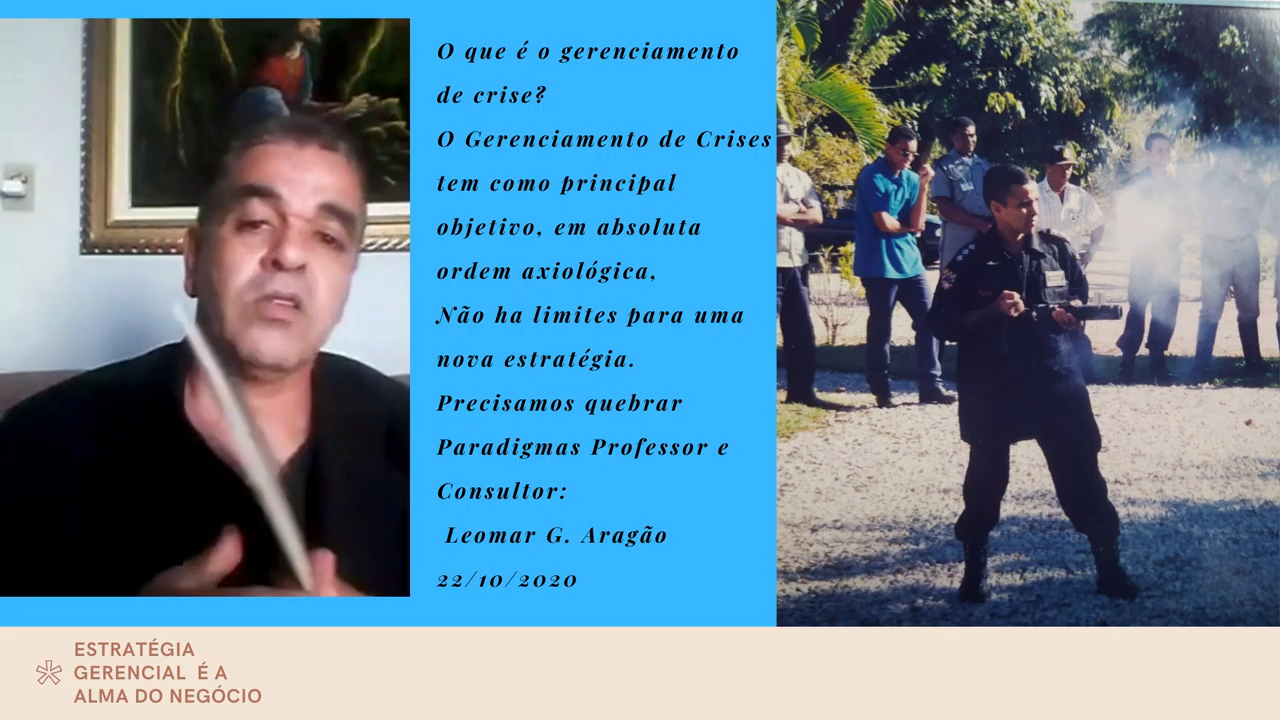 O que é o gerenciamento
de crise?
O Gerenciamento de Crises
tem como principal
objetivo, em absoluta
ordem axiológica,
Não ha limites para uma
nova estratégia.
Precisamos quebrar
Paradigmas Professor e
Consultor:
Leomar G. Aragão
22/10/2020
ESTRATÉGIA
GERENCIAL É A
ALMA DO NEGÓCIO